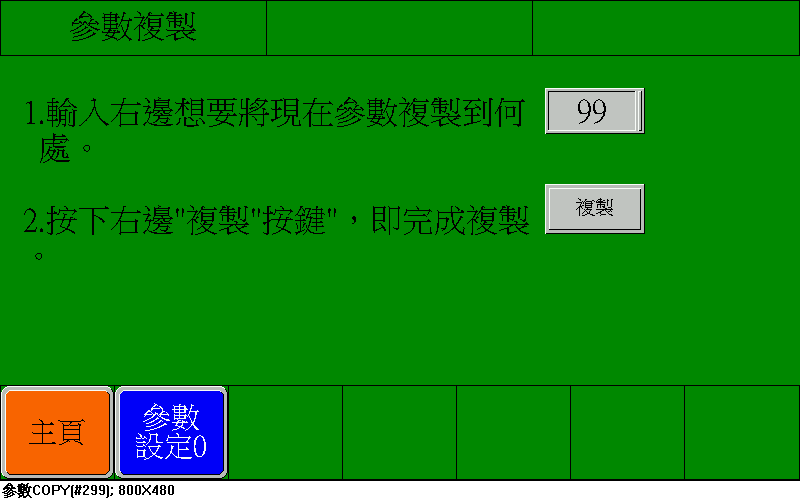 參數複製
1.輸入右邊想要將現在參數複製到何
處。
99
2.按下右邊"複製"按鍵"，即完成複製
。
複製
主頁
參數
設定0
參數COPY(#299); 800X480